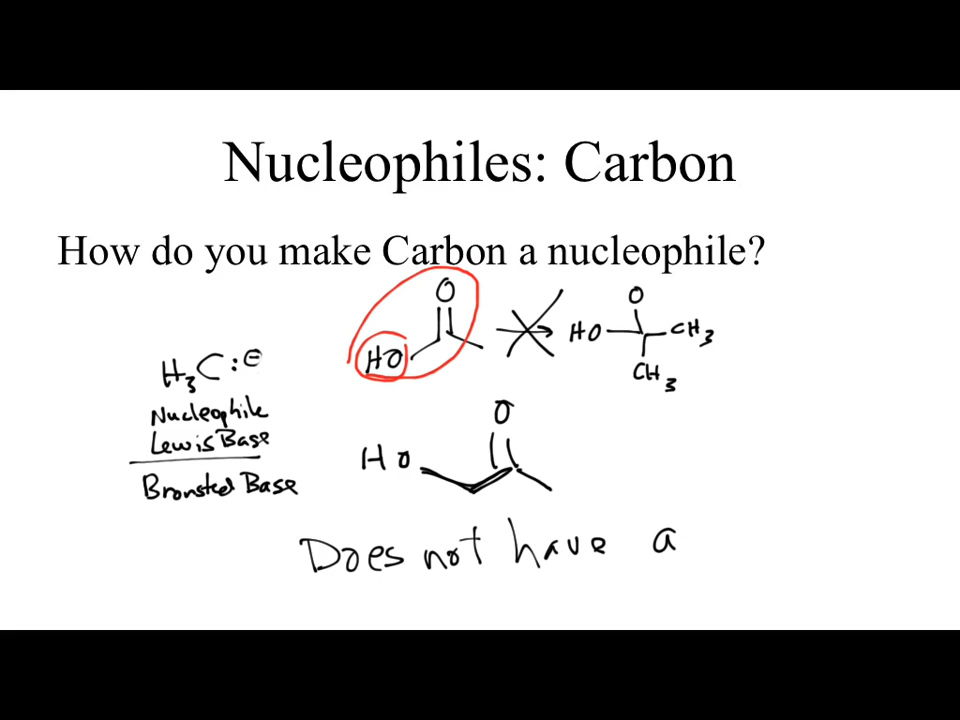 Nucleophiles: Carbon
How do you make Carbon a nucleophile?
O
HO
O
HO
CH3
CH3
H3C:⊖
Nucleophile
Lewis Base
Bronsted Base
O
HO
Does not have a